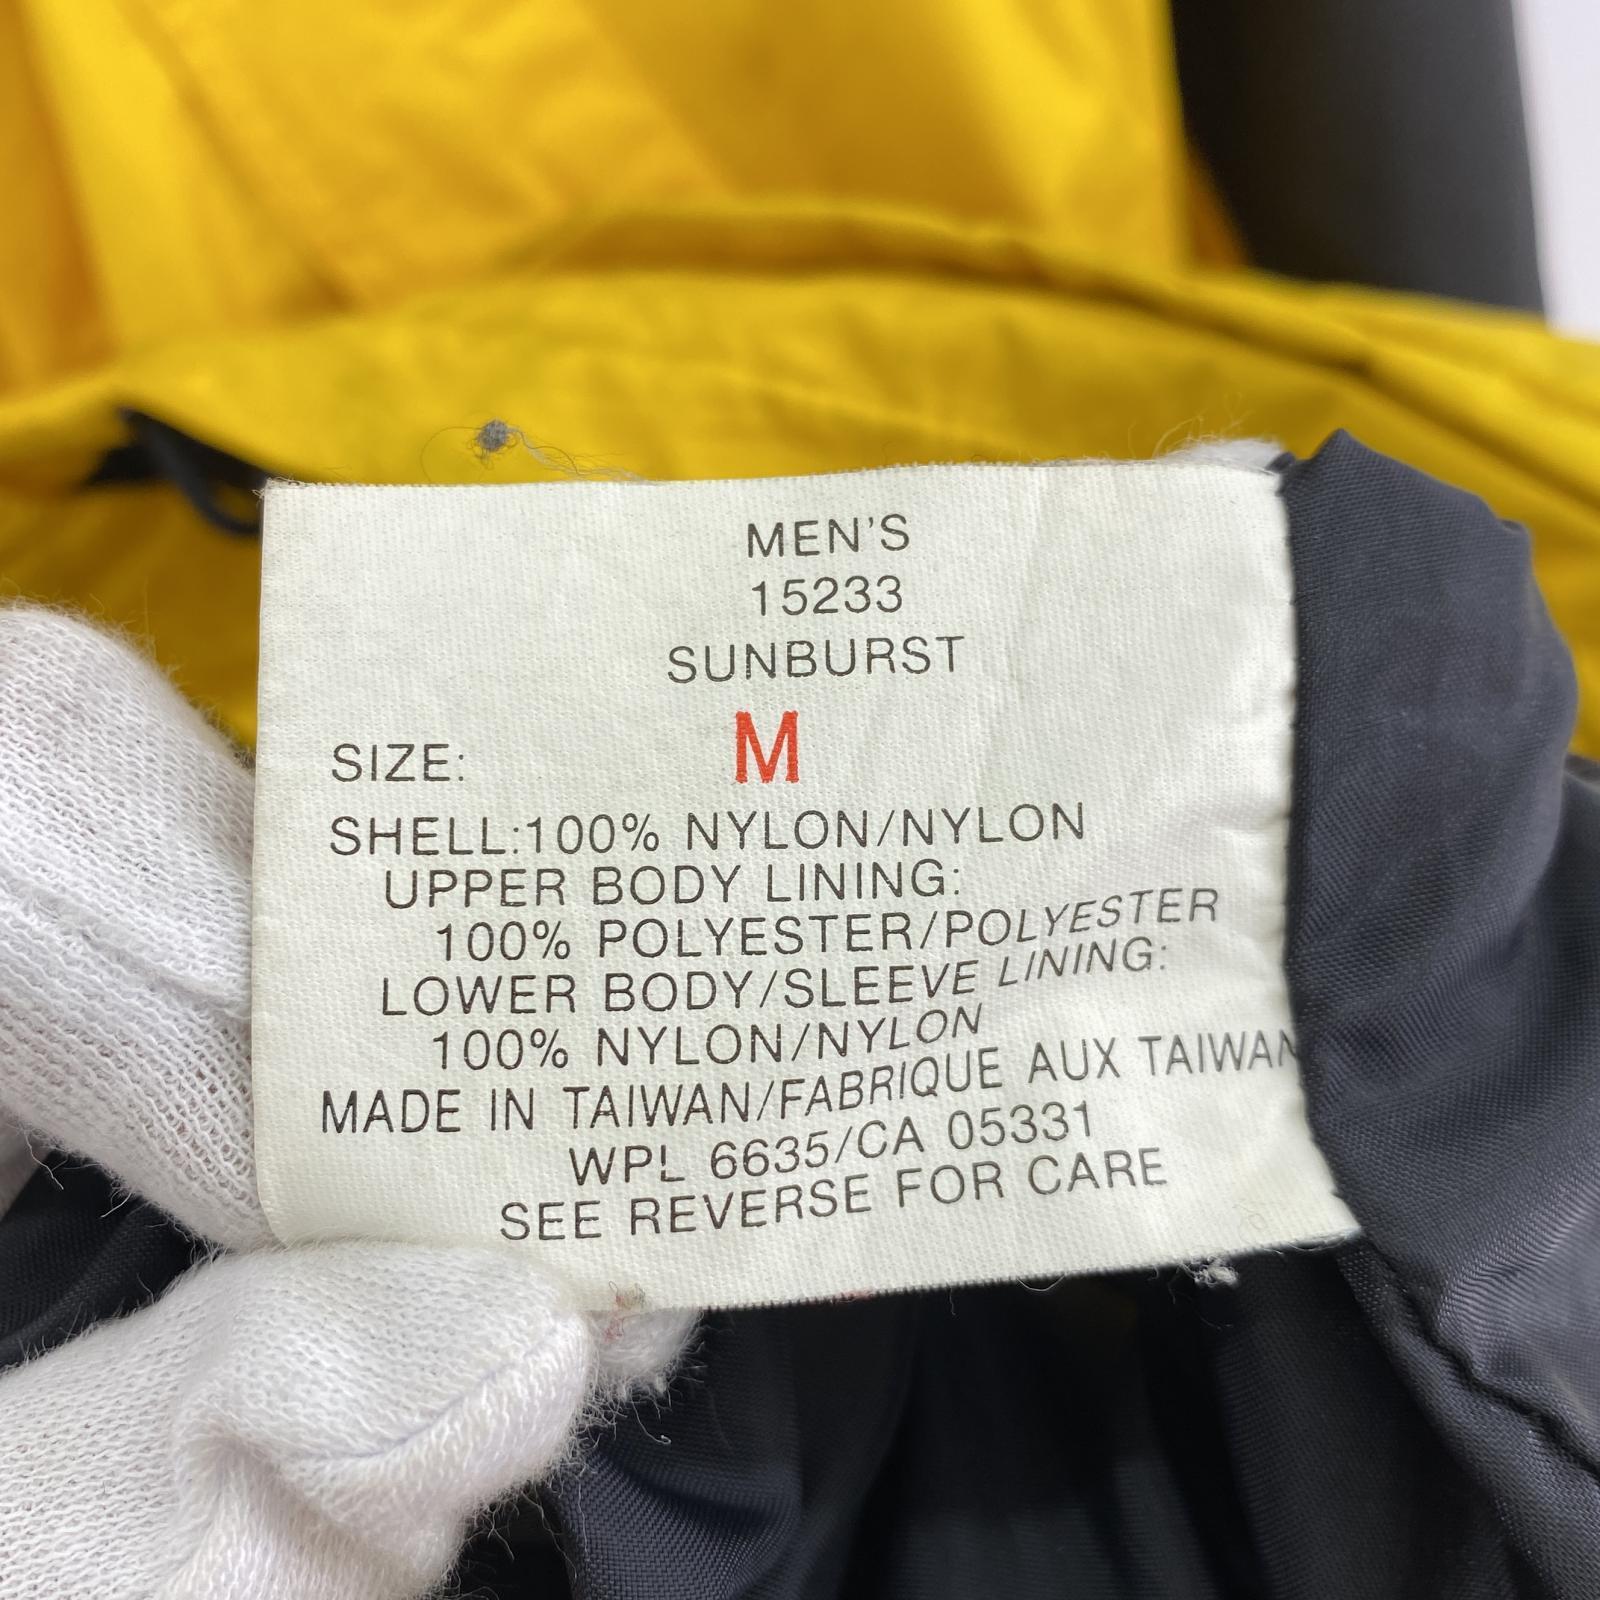 MEN'S
15233
SUNBURST
SIZE: M
SHELL:100% NYLON/NYLON
UPPER BODY LINING:
100% POLYESTER/POLYESTER
LOWER BODY/SLEEVE LINING:
100% NYLON/NYLON
MADE IN TAIWAN/FABRIQUE AUX TAIWAN
WPL 6635/CA 05331
SEE REVERSE FOR CARE